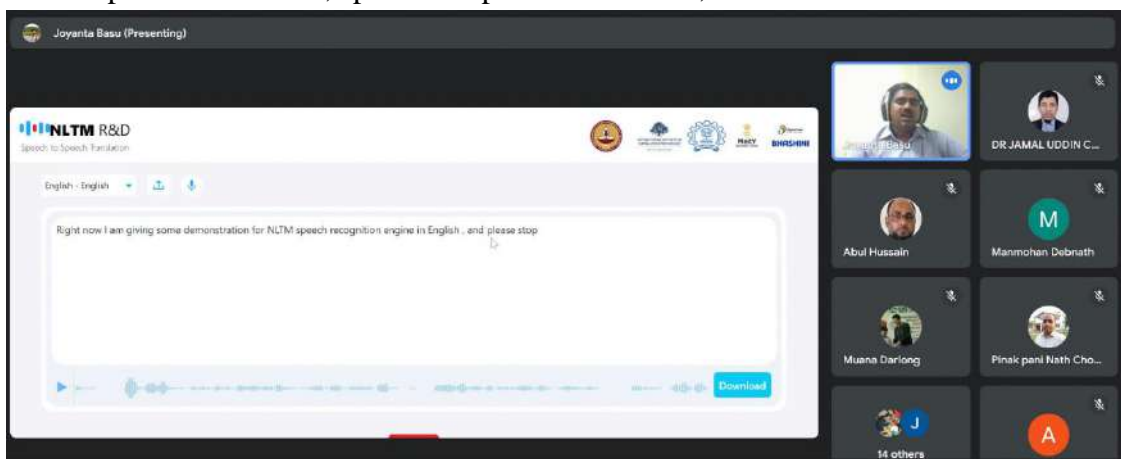 Joyanta Basu (Presenting)
NLTM R&D
Speech to Speech Translation
BHASHINI
English - English
Right now I am giving some demonstration for NLTM speech recognition engine in English , and please stop
Download
Basu
DR JAMAL UDDIN C...
Abul Hussain
M
Manmohan Debnath
Muana Darlong
Pinak pani Nath Cho...
J
14 others
A